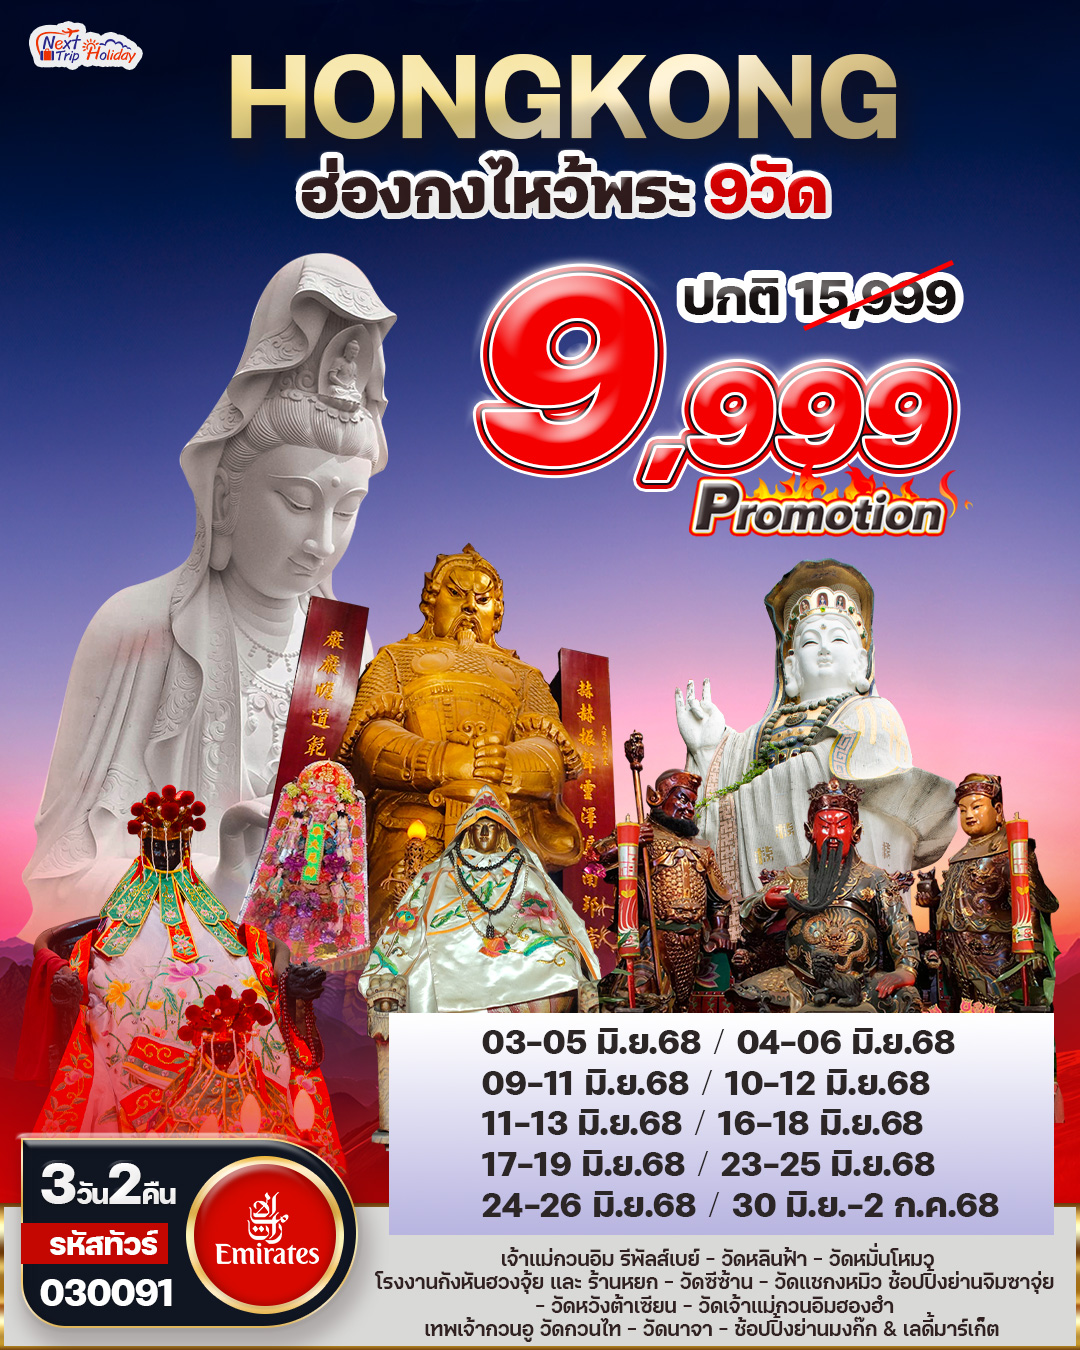 Next Trip Holiday
HONGKONG
ฮ่องกงไหว้พระ 9วัด
ปกติ 15,999
9,999
Promotion
03-05 มิ.ย.68 / 04-06 มิ.ย.68
09-11 มิ.ย.68 / 10-12 มิ.ย.68
11-13 มิ.ย.68 / 16-18 มิ.ย.68
17-19 มิ.ย.68 / 23-25 มิ.ย.68
24-26 มิ.ย.68 / 30 มิ.ย.-2 ก.ค.68
3วัน2คืน
รหัสทัวร์
030091
Emirates
เจ้าแม่กวนอิม รีพัลส์เบย์ - วัดหลินฟ้า - วัดหมั่นโหมว
โรงงานกังหันฮวงจุ้ย และ ร้านหยก - วัดซีซ้าน - วัดแชกงหมิว ช้อปปิ้งย่านจิมซาจุ่ย
- วัดหวังต้าเซียน - วัดเจ้าแม่กวนอิมฮองฮำ
เทพเจ้ากวนอู วัดกวนไท - วัดนาจา - ช้อปปิ้งย่านมงก๊ก & เลดี้มาร์เก็ต